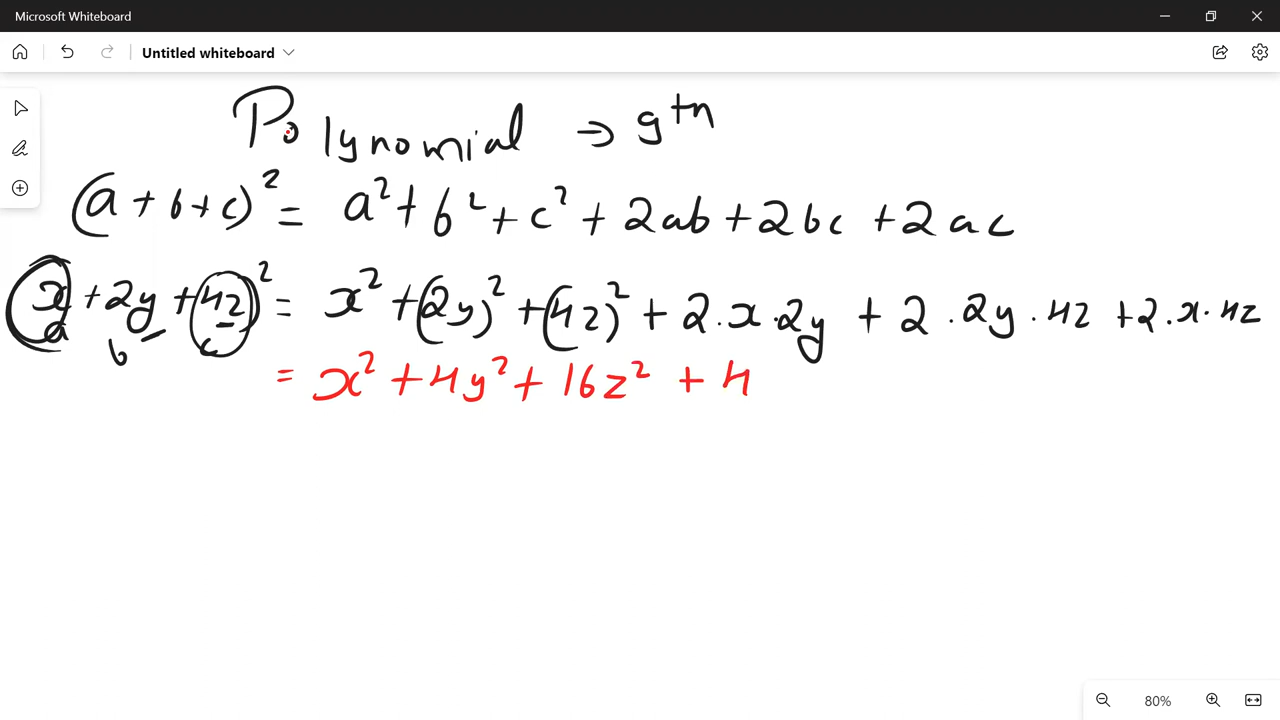 Microsoft Whiteboard
Untitled whiteboard
Polynomial → 9th
(a + b + c)² = a² + b² + c² + 2ab + 2bc + 2ac
(x + 2y + 4z)² = x² + (2y)² + (4z)² + 2.x.2y + 2.2y.4z + 2.x.4z
a b c
= x² + 4y² + 16z² + 4
80%